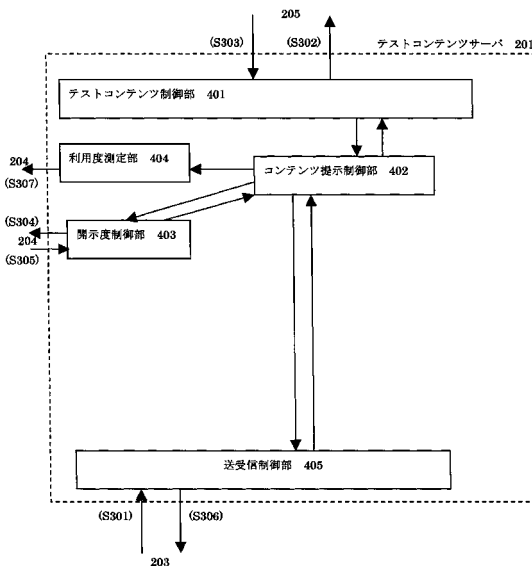 205
(S303)
(S302)
テストコンテンツサーバ 201
テストコンテンツ制御部 401
204
(S307)
利用度測定部 404
コンテンツ提示制御部 402
(S304)
204
(S305)
開示度制御部 403
送受信制御部 405
(S301)
(S306)
203